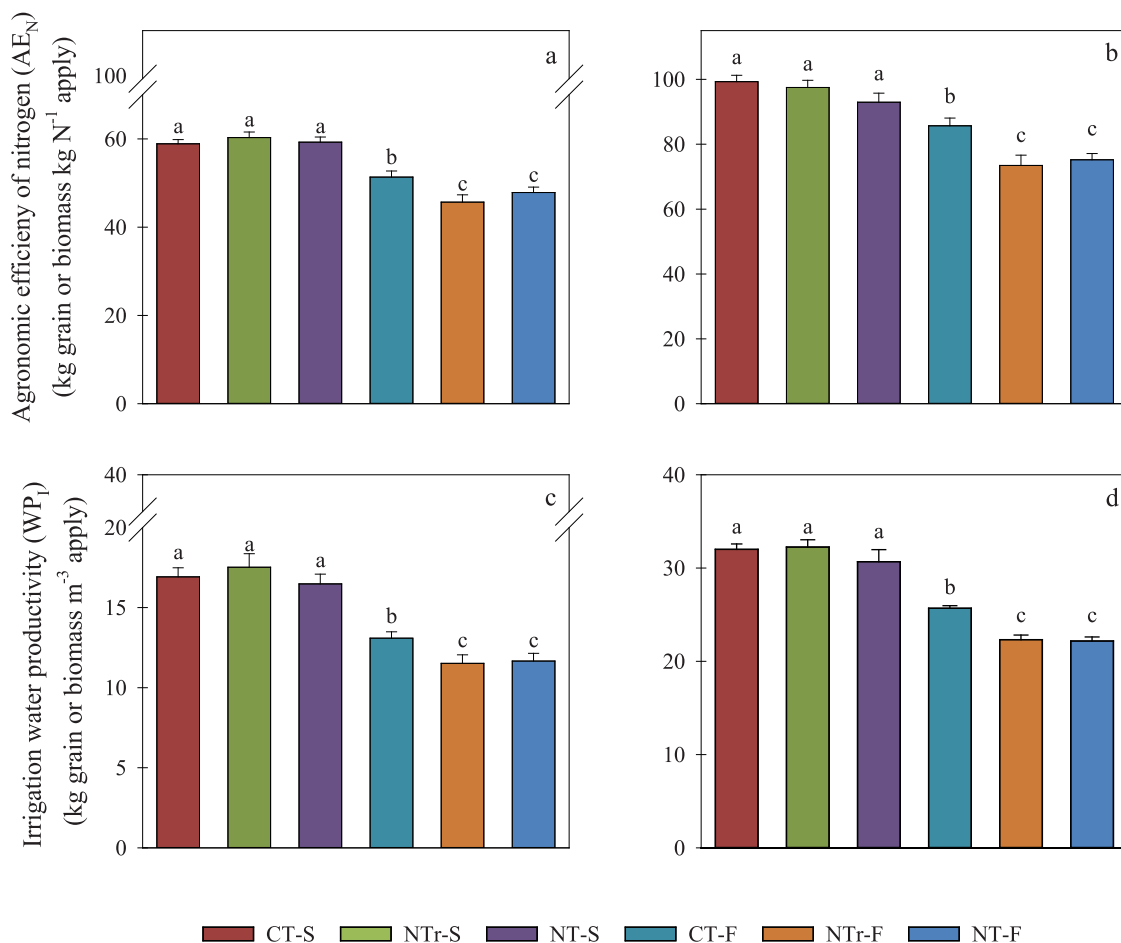 Agronomic efficieny of nitrogen (AE_N)
(kg grain or biomass kg N⁻¹ apply)
a
100
60
40
20
0
a a a b c c
b
100
80
60
40
20
0
a a a b c c
Irrigation water productivity (WP_I)
(kg grain or biomass m⁻³ apply)
c
40
20
15
10
5
0
a a a b c c
d
40
30
20
10
0
a a a b c c
CT-S NTr-S NT-S CT-F NTr-F NT-F